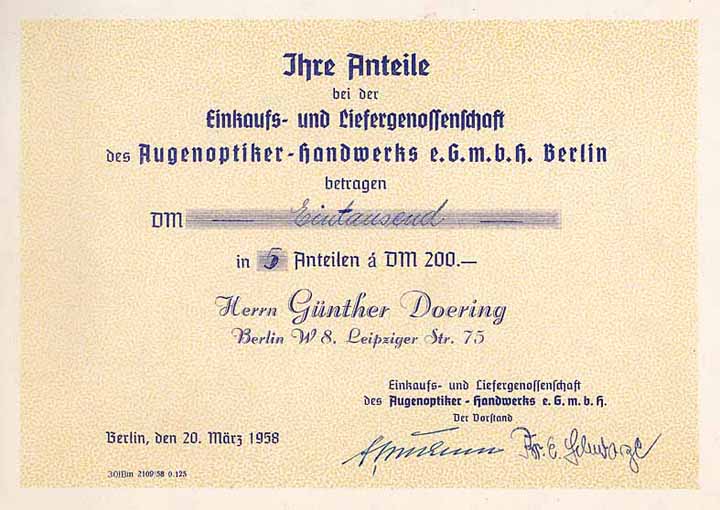 Ihre Anteile
bei der
Einkaufs- und Liefergenossenschaft
des Augenoptiker-Handwerks e.G.m.b.H. Berlin
betragen
DM Eintausend
in 5 Anteilen á DM 200.—
Herrn Günther Doering
Berlin W 8, Leipziger Str. 75
Einkaufs- und Liefergenossenschaft
des Augenoptiker-Handwerks e.G.m.b.H.
Der Vorstand
Berlin, den 20. März 1958
Schwarze